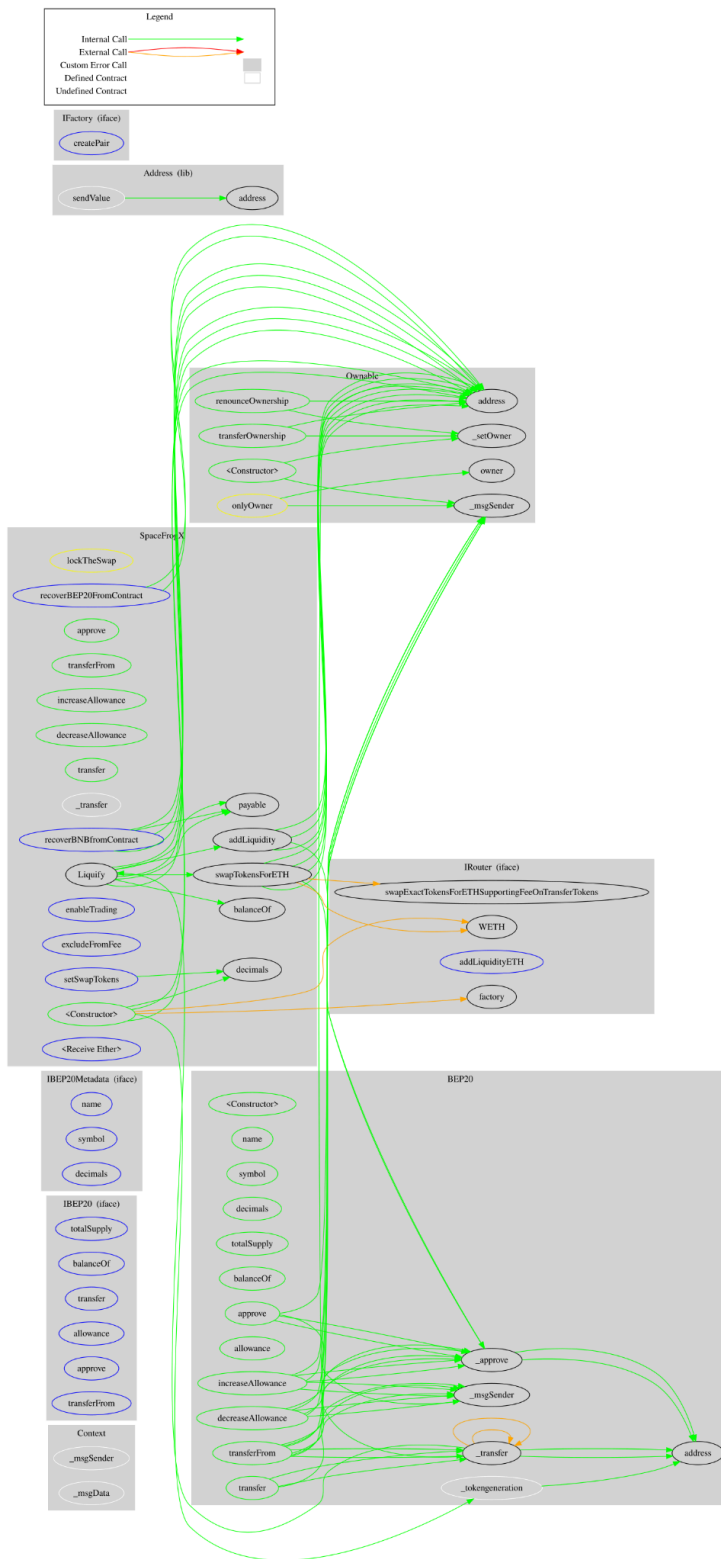 Legend
Internal Call
External Call
Custom Error Call
Defined Contract
Undefined Contract
IFactory (iface)
createPair
Address (lib)
sendValue
address
Ownable
renounceOwnership
address
transferOwnership
_setOwner
<Constructor>
owner
onlyOwner
_msgSender
SpaceFrogX
lockTheSwap
recoverBEP20FromContract
approve
transferFrom
increaseAllowance
decreaseAllowance
transfer
_transfer
payable
recoverBNBfromContract
addLiquidity
Liquify
swapTokensForETH
enableTrading
balanceOf
excludeFromFee
setSwapTokens
decimals
<Constructor>
<Receive Ether>
IRouter (iface)
swapExactTokensForETHSupportingFeeOnTransferTokens
WETH
addLiquidityETH
factory
IBEP20Metadata (iface)
name
symbol
decimals
IBEP20 (iface)
totalSupply
balanceOf
transfer
allowance
approve
transferFrom
Context
_msgSender
_msgData
BEP20
<Constructor>
name
symbol
decimals
totalSupply
balanceOf
approve
allowance
_approve
increaseAllowance
_msgSender
decreaseAllowance
transferFrom
_transfer
address
transfer
_tokengeneration